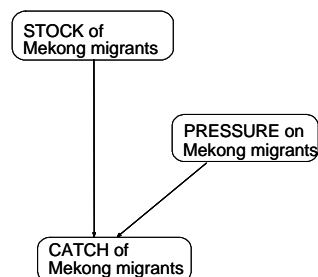 STOCK of
Mekong migrants
PRESSURE on
Mekong migrants
CATCH of
Mekong migrants